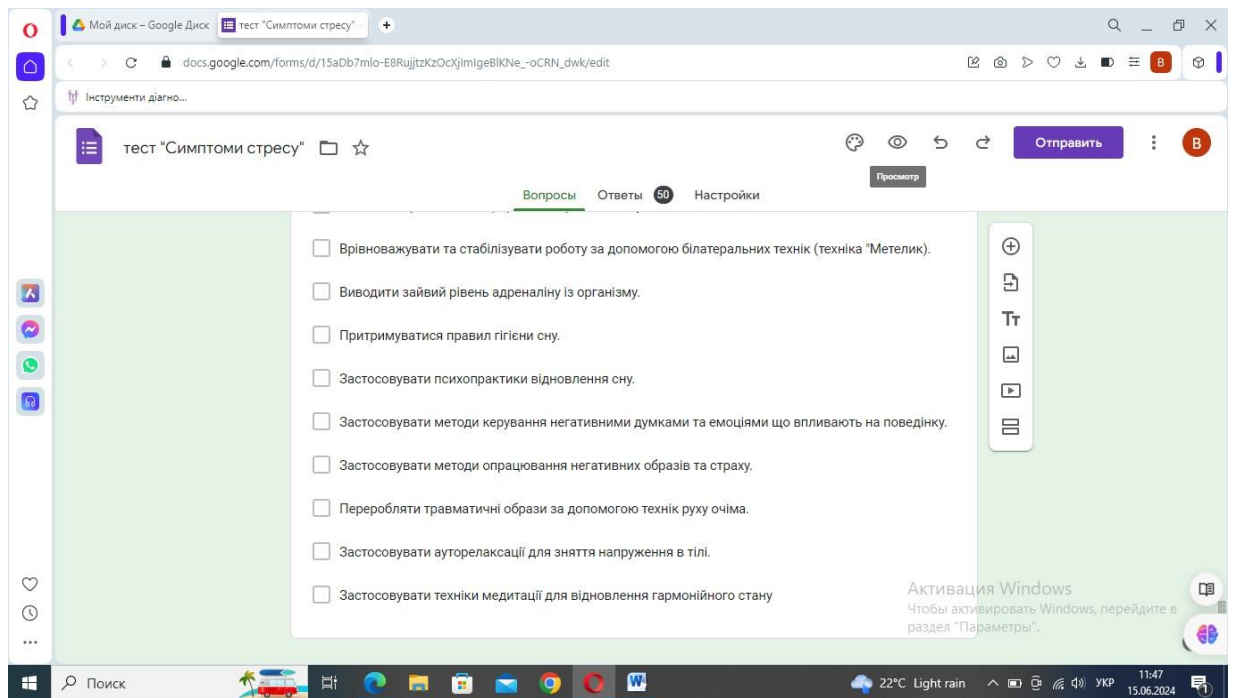 Мой диск – Google Диск
тест "Симптоми стресу" -
docs.google.com/forms/d/15aDb7mlo-E8RujjtzKzOcXjImIgeBlKNe_-oCRN_dwk/edit
B
Інструменти діагно...
тест "Симптоми стресу"
Отправить
B
Просмотр
Вопросы Ответы 50 Настройки
Врівноважувати та стабілізувати роботу за допомогою білатеральних технік (техніка "Метелик).
Виводити зайвий рівень адреналіну із організму.
Притримуватися правил гігієни сну.
Застосовувати психопрактики відновлення сну.
Застосовувати методи керування негативними думками та емоціями що впливають на поведінку.
Застосовувати методи опрацювання негативних образів та страху.
Переробляти травматичні образи за допомогою технік руху очіма.
Застосовувати ауторелаксації для зняття напруження в тілі.
Застосовувати техніки медитації для відновлення гармонійного стану
Активация Windows
Чтобы активировать Windows, перейдите в
раздел "Параметры".
Поиск
22°C Light rain
УКР
11:47
15.06.2024
1